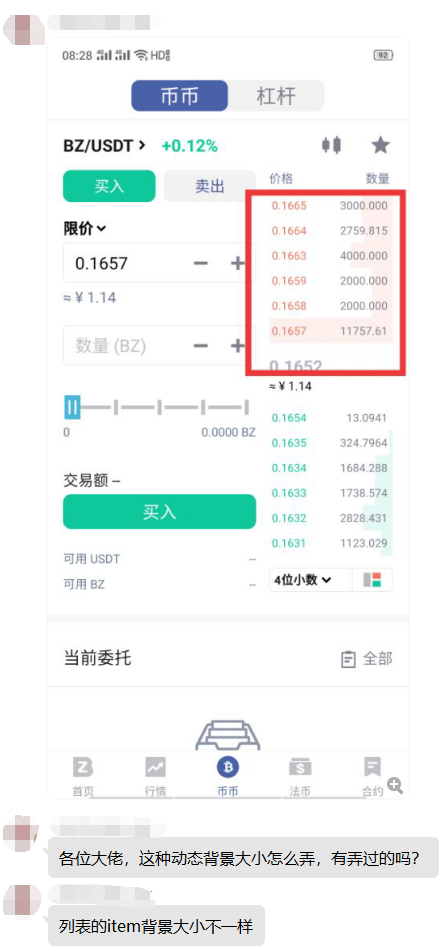 08:28 HD 92
币币 杠杆
BZ/USDT +0.12%
买入 卖出
价格 数量
限价
0.1665 3000.000
0.1664 2759.815
0.1663 4000.000
0.1659 2000.000
0.1658 2000.000
0.1657 11757.61
0.1657 − +
≈ ¥ 1.14
数量 (BZ) − +
0 0.0000 BZ
0.1652
≈ ¥ 1.14
0.1654 13.0941
0.1635 324.7964
0.1634 1684.288
0.1633 1738.574
0.1632 2828.431
0.1631 1123.029
交易额 --
买入
4位小数
可用 USDT --
可用 BZ --
当前委托 全部
首页 行情 币币 法币 合约
各位大佬，这种动态背景大小怎么弄，有弄过的吗？
列表的item背景大小不一样